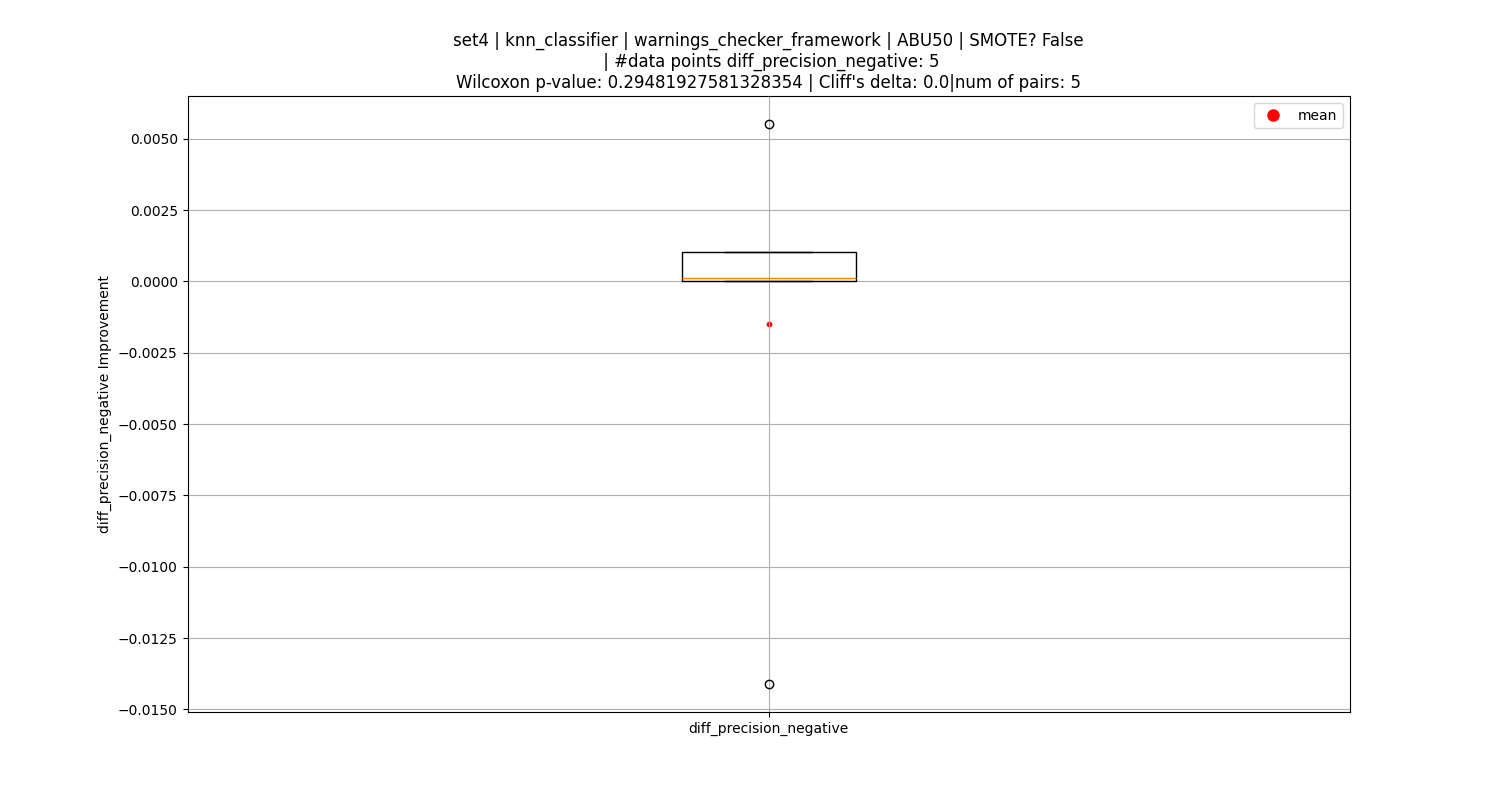 set4 | knn_classifier | warnings_checker_framework | ABU50 | SMOTE? False
| #data points diff_precision_negative: 5
Wilcoxon p-value: 0.29481927581328354 | Cliff's delta: 0.0|num of pairs: 5
mean
0.0050
0.0025
0.0000
−0.0025
−0.0050
−0.0075
−0.0100
−0.0125
−0.0150
diff_precision_negative Improvement
diff_precision_negative